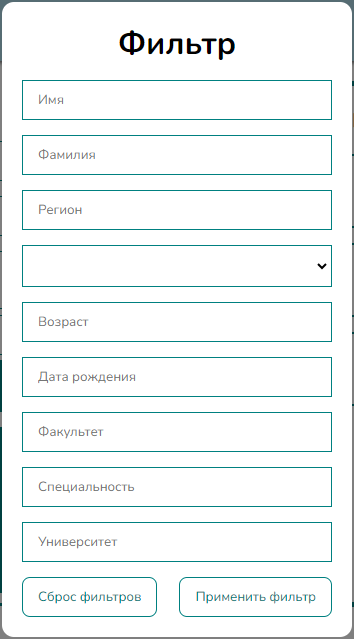 Фильтр
Имя
Фамилия
Регион
Возраст
Дата рождения
Факультет
Специальность
Университет
Сброс фильтров
Применить фильтр